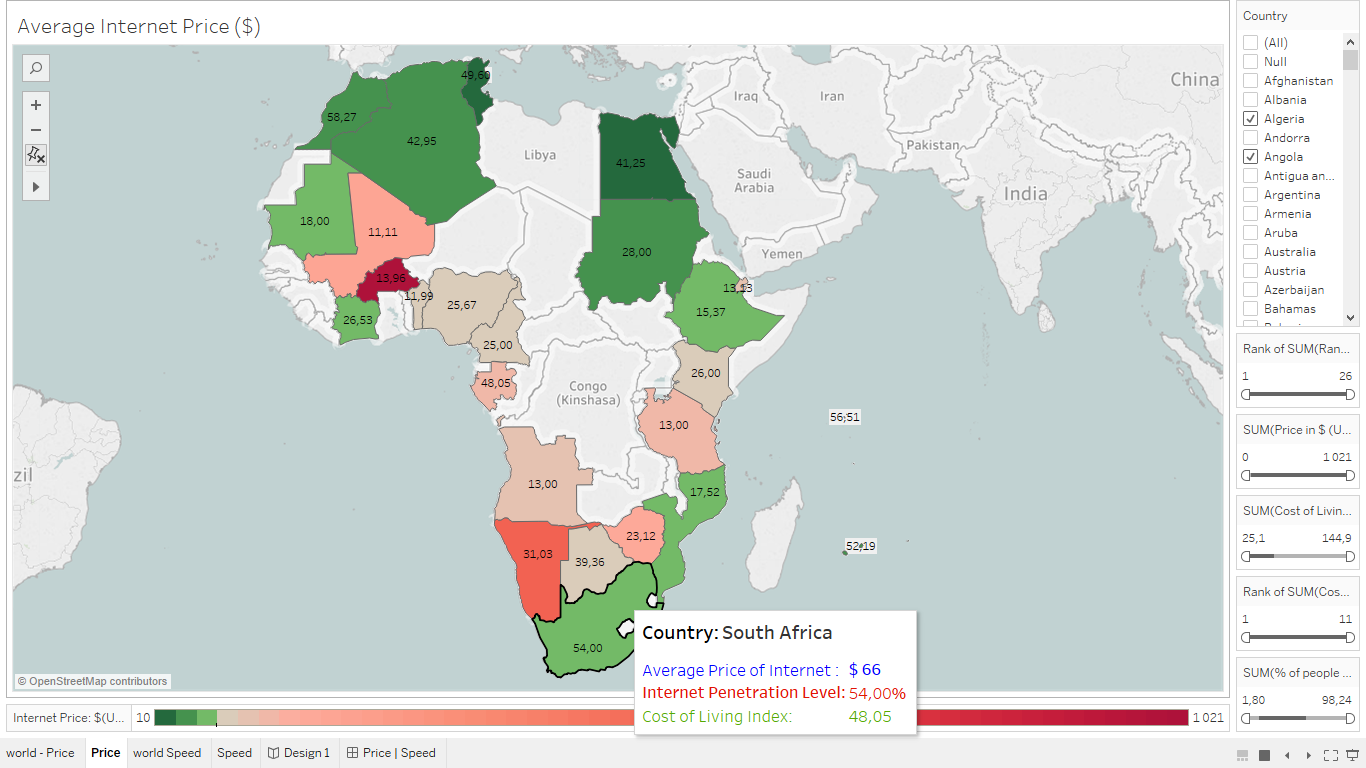 Average Internet Price ($)
Country
(All)
Null
Afghanistan
Albania
Algeria
Andorra
Angola
Antigua an...
Argentina
Armenia
Aruba
Australia
Austria
Azerbaijan
Bahamas
Rank of SUM(Ran...
1 26
SUM(Price in $ (U...
0 1 021
SUM(Cost of Livin...
25,1 144,9
Rank of SUM(Cos...
1 11
SUM(% of people ...
1,80 98,24
China
Iraq
Iran
Pakistan
India
Saudi
Arabia
Yemen
Libya
Congo
(Kinshasa)
zil
49,60
58,27
42,95
41,25
18,00
11,11
28,00
13,96
11,99
25,67
26,53
25,00
13,13
15,37
48,05
26,00
13,00
56,51
13,00
17,52
23,12
31,03
39,36
52,19
54,00
Country: South Africa
Average Price of Internet : $ 66
Internet Penetration Level: 54,00%
Cost of Living Index: 48,05
© OpenStreetMap contributors
Internet Price: $(U...
10
1 021
world - Price
Price
world Speed
Speed
Design 1
Price | Speed